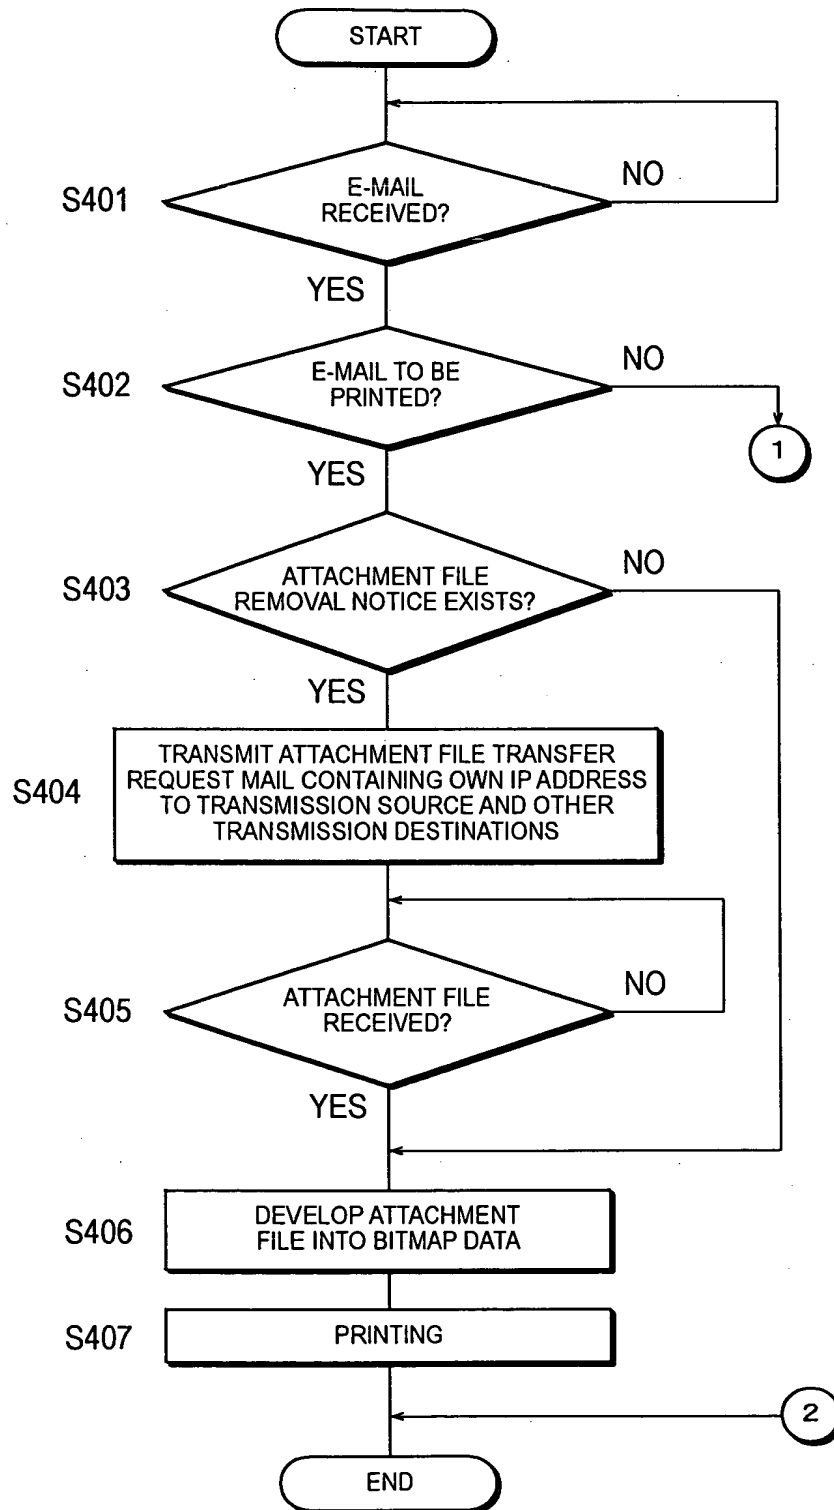 START
S401
E-MAIL
RECEIVED?
NO
YES
S402
E-MAIL TO BE
PRINTED?
NO
1
YES
S403
ATTACHMENT FILE
REMOVAL NOTICE EXISTS?
NO
YES
S404
TRANSMIT ATTACHMENT FILE TRANSFER
REQUEST MAIL CONTAINING OWN IP ADDRESS
TO TRANSMISSION SOURCE AND OTHER
TRANSMISSION DESTINATIONS
S405
ATTACHMENT FILE
RECEIVED?
NO
YES
S406
DEVELOP ATTACHMENT
FILE INTO BITMAP DATA
S407
PRINTING
2
END